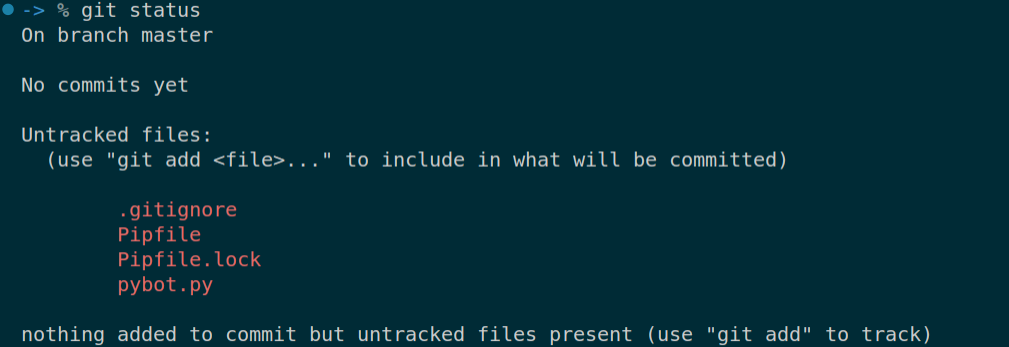 -> % git status
On branch master
No commits yet
Untracked files:
(use "git add <file>..." to include in what will be committed)
.gitignore
Pipfile
Pipfile.lock
pybot.py
nothing added to commit but untracked files present (use "git add" to track)